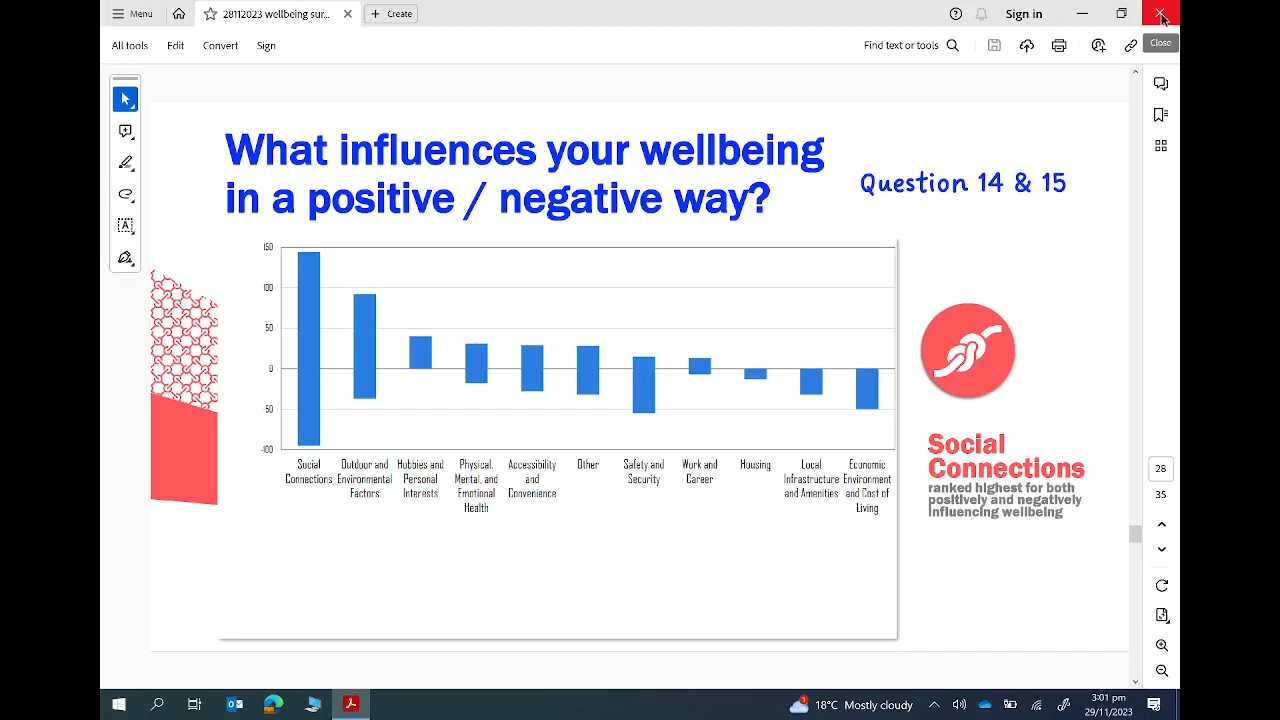 Menu
28112023 wellbeing sur...
Create
Sign in
All tools
Edit
Convert
Sign
Find text or tools
Close
What influences your wellbeing
in a positive / negative way?
Question 14 & 15
150
100
50
0
-50
-100
Social
Connections
Outdoor and
Environmental
Factors
Hobbies and
Personal
Interests
Physical,
Mental, and
Emotional
Health
Accessibility
and
Convenience
Other
Safety and
Security
Work and
Career
Housing
Local
Infrastructure
and Amenities
Economic
Environment
and Cost of
Living
Social
Connections
ranked highest for both
positively and negatively
influencing wellbeing
28
35
1
18°C Mostly cloudy
3:01 pm
29/11/2023